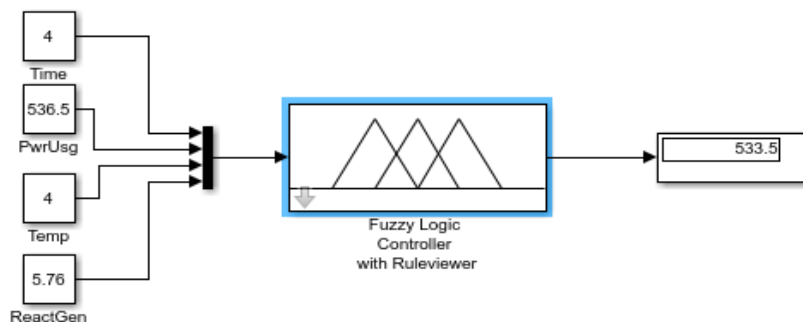 4
Time
536.5
PwrUsg
4
Temp
5.76
ReactGen
Fuzzy Logic
Controller
with Ruleviewer
533.5